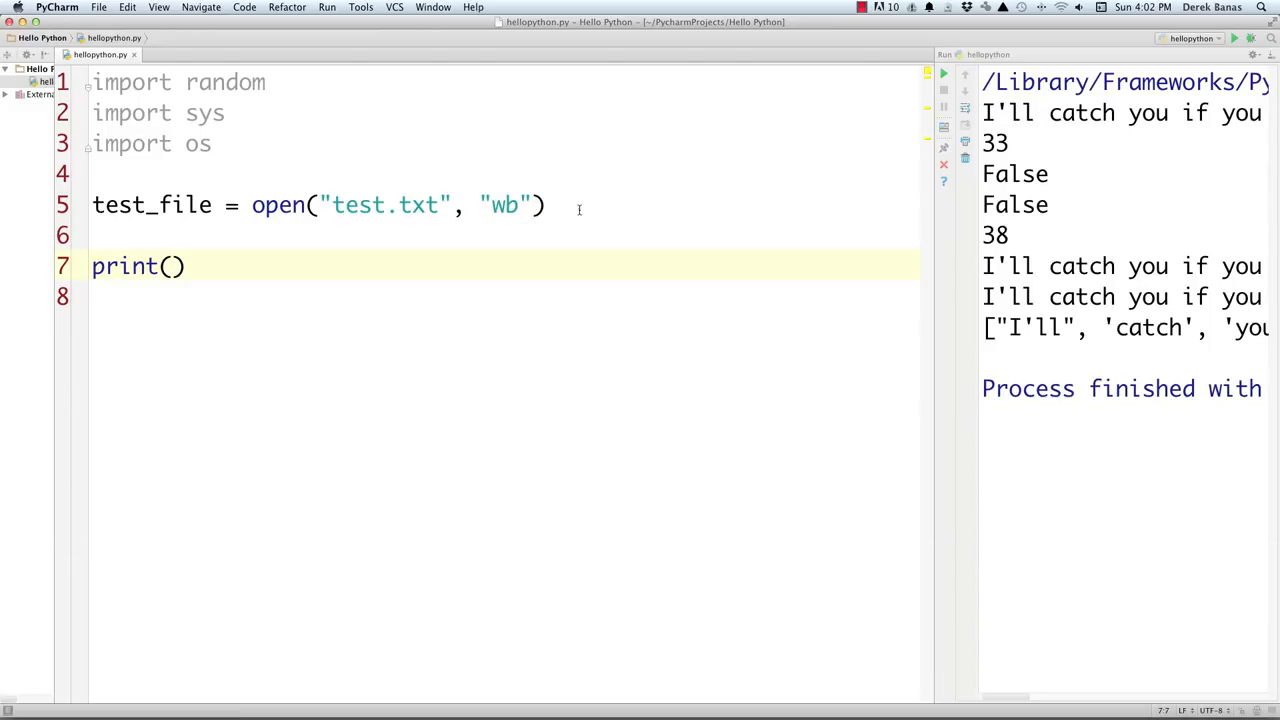 PyCharm File Edit View Navigate Code Refactor Run Tools VCS Window Help 10 Sun 4:02 PM Derek Banas
hellopython.py – Hello Python – [~/PycharmProjects/Hello Python]
Hello Python hellopython.py hellopython
hellopython.py Run hellopython
Hello P
hell
Externa
1 import random
2 import sys
3 import os
4
5 test_file = open("test.txt", "wb")
6
7 print()
8
/Library/Frameworks/Py
I'll catch you if you
33
False
False
38
I'll catch you if you
I'll catch you if you
["I'll", 'catch', 'you
Process finished with
7:7 LF UTF-8